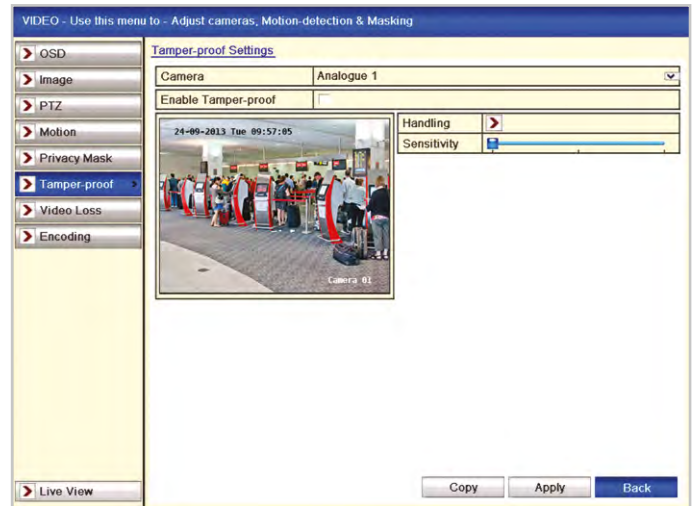 VIDEO - Use this menu to - Adjust cameras, Motion-detection & Masking
OSD
Image
PTZ
Motion
Privacy Mask
Tamper-proof
Video Loss
Encoding
Live View
Tamper-proof Settings
Camera
Analogue 1
Enable Tamper-proof
24-09-2013 Tue 09:57:05
Camera 01
Handling
Sensitivity
Copy
Apply
Back